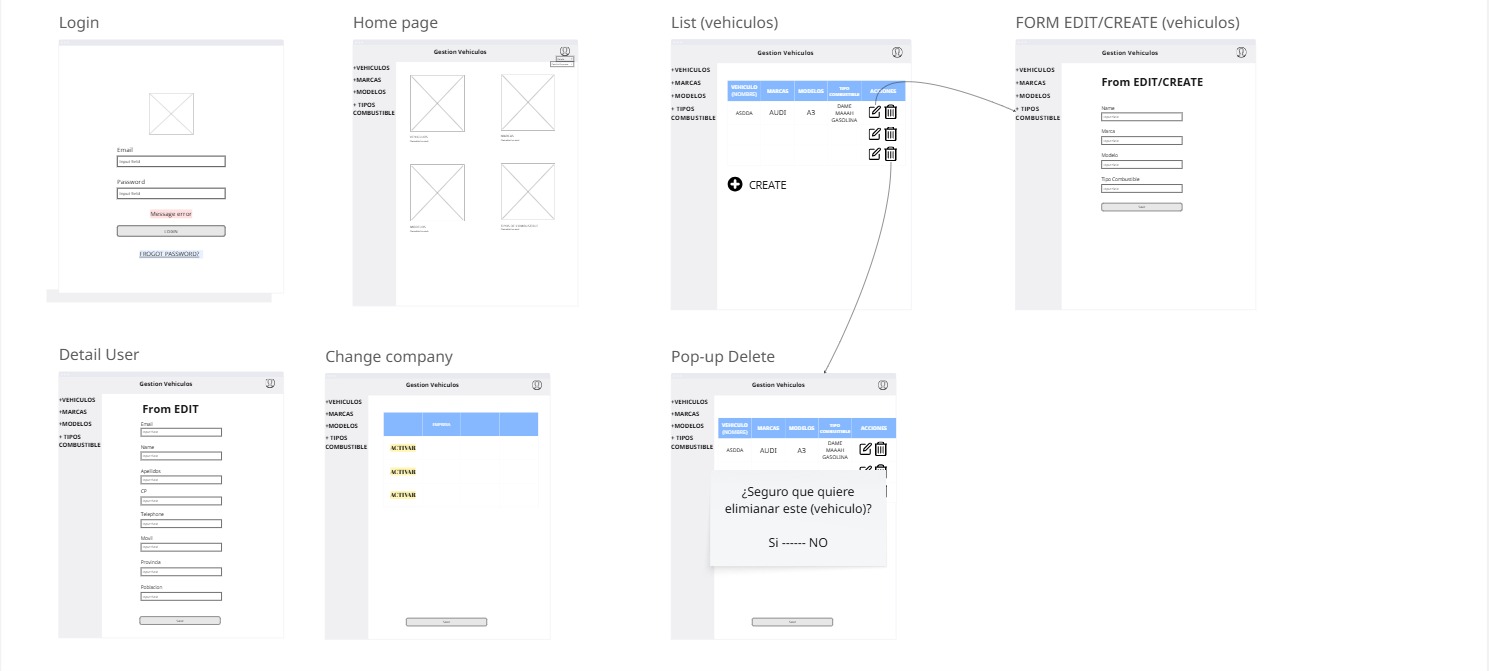 Login
Email
Input field
Password
Input field
Message error
LOGIN
FROGOT PASSWORD?
Home page
Gestion Vehiculos
+VEHICULOS
+MARCAS
+MODELOS
+ TIPOS
COMBUSTIBLE
List (vehiculos)
Gestion Vehiculos
+VEHICULOS
+MARCAS
+MODELOS
+ TIPOS
COMBUSTIBLE
VEHICULO (NOMBRE) MARCAS MODELOS TIPO COMBUSTIBLE ACCIONES
ASDDA AUDI A3 DAME MAAAH GASOLINA
CREATE
FORM EDIT/CREATE (vehiculos)
Gestion Vehiculos
+VEHICULOS
+MARCAS
+MODELOS
+ TIPOS
COMBUSTIBLE
From EDIT/CREATE
Name
Input field
Marca
Input field
Modelo
Input field
Tipo Combustible
Input field
Detail User
Gestion Vehiculos
+VEHICULOS
+MARCAS
+MODELOS
+ TIPOS
COMBUSTIBLE
From EDIT
Email
Input field
Name
Input field
Apellidos
Input field
CP
Input field
Telephone
Input field
Movil
Input field
Provincia
Input field
Poblacion
Input field
Change company
Gestion Vehiculos
+VEHICULOS
+MARCAS
+MODELOS
+ TIPOS
COMBUSTIBLE
EMPRESA
ACTIVAR
ACTIVAR
ACTIVAR
Pop-up Delete
Gestion Vehiculos
+VEHICULOS
+MARCAS
+MODELOS
+ TIPOS
COMBUSTIBLE
VEHICULO (NOMBRE) MARCAS MODELOS TIPO COMBUSTIBLE ACCIONES
ASDDA AUDI A3 DAME MAAAH GASOLINA
¿Seguro que quiere
elimianar este (vehiculo)?
Si ------ NO